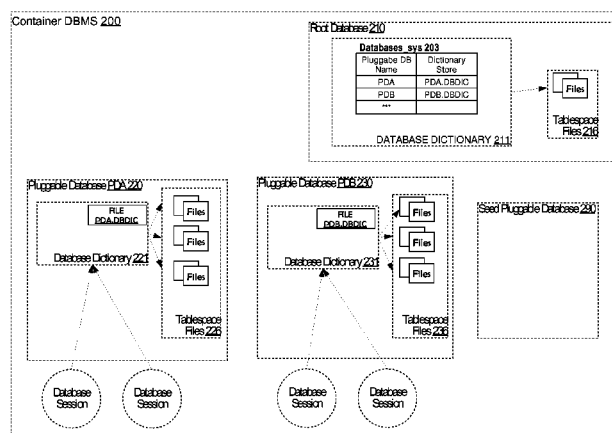 Container DBMS 200
Root Database 210
Databases_sys 203
Pluggabe DB Name
Dictionary Store
PDA
PDA.DBDIC
PDB
PDB.DBDIC
***
DATABASE DICTIONARY 211
Files
Tablespace
Files 216
Pluggable Database PDA 220
FILE
PDA.DBDIC
Database Dictionary 221
Files
Files
Files
Tablespace
Files 226
Pluggable Database PDB 230
FILE
PDB.DBDIC
Database Dictionary 231
Files
Files
Files
Tablespace
Files 236
Seed Pluggable Database 290
Database
Session
Database
Session
Database
Session
Database
Session